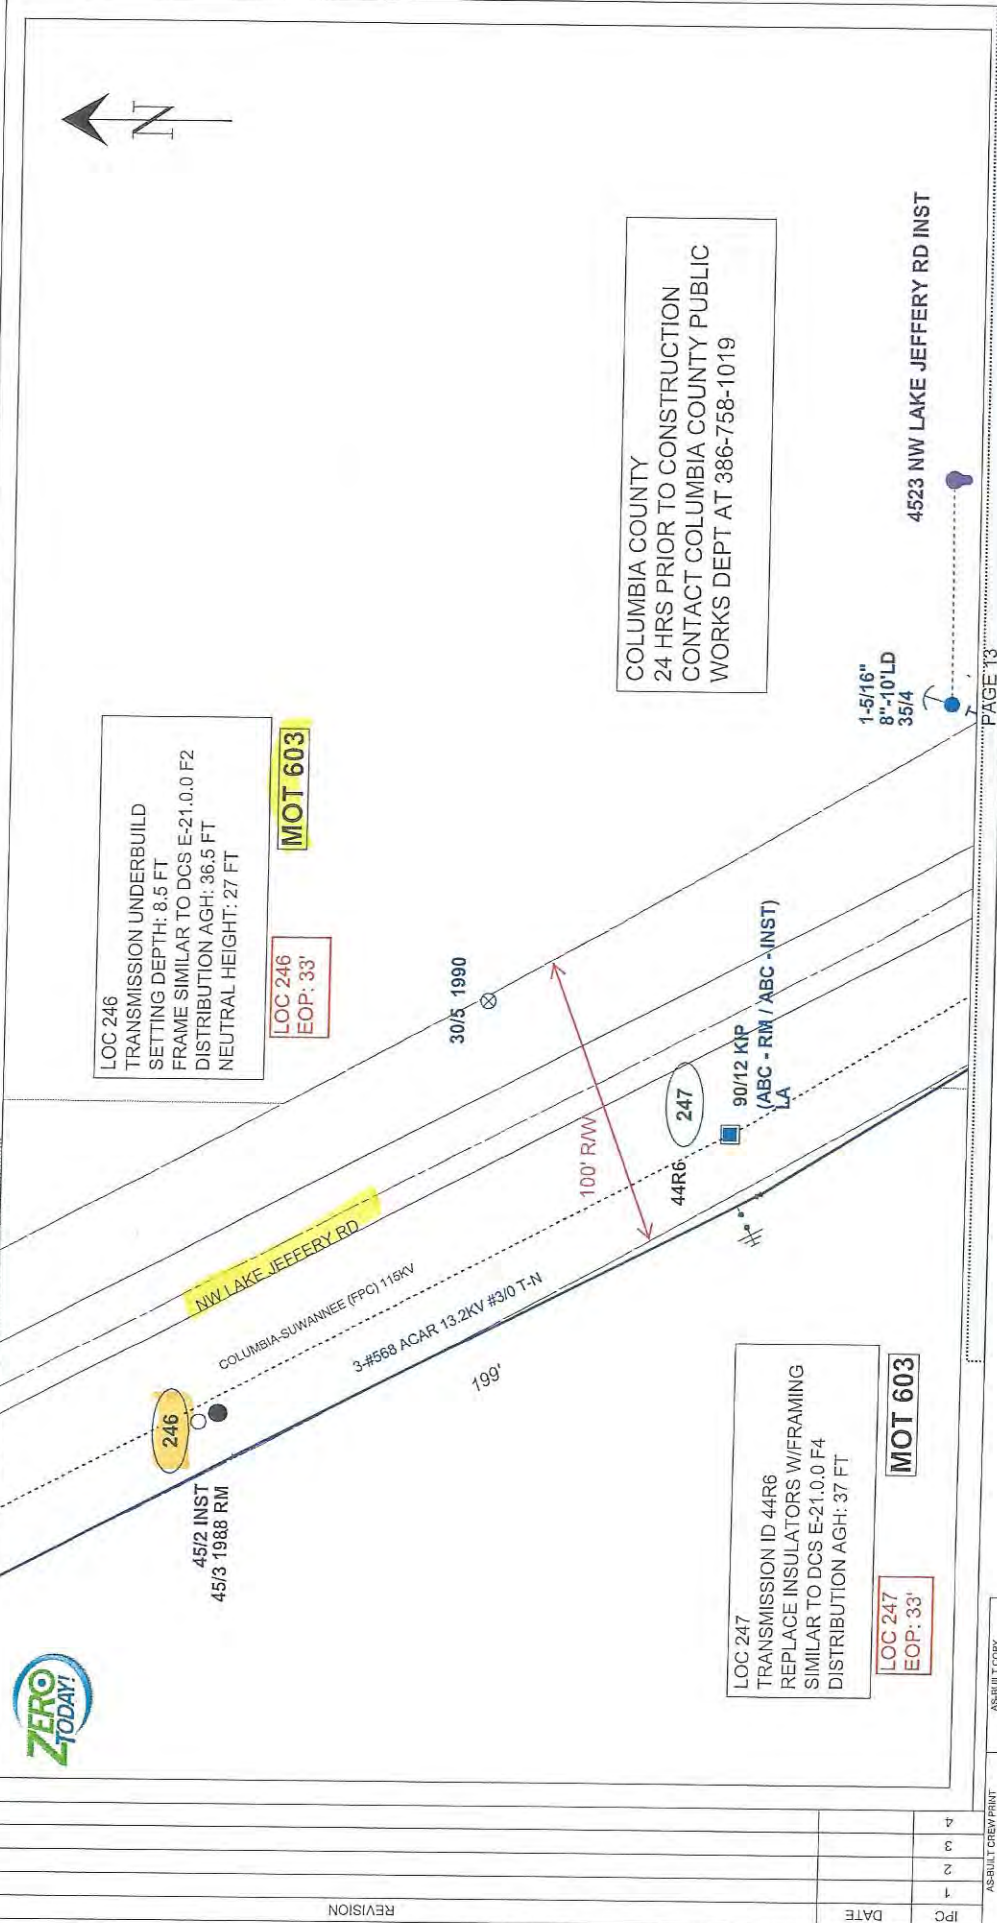 ZERO
TODAY!
N
LOC 246
TRANSMISSION UNDERBUILD
SETTING DEPTH: 8.5 FT
FRAME SIMILAR TO DCS E-21.0.0 F2
DISTRIBUTION AGH: 36.5 FT
NEUTRAL HEIGHT: 27 FT
LOC 246
EOP: 33'
MOT 603
246
45/2 INST
45/3 1988 RM
NW LAKE JEFFERY RD
COLUMBIA-SUWANNEE (FPC) 115KV
3-#568 ACAR 13.2KV #3/0 T-N
199'
30/5 1990
100' R/W
44R6
247
90/12 KIP
(ABC - RM / ABC -INST)
LA
COLUMBIA COUNTY
24 HRS PRIOR TO CONSTRUCTION
CONTACT COLUMBIA COUNTY PUBLIC
WORKS DEPT AT 386-758-1019
4523 NW LAKE JEFFERY RD INST
1-5/16"
8"-10'LD
35/4
LOC 247
TRANSMISSION ID 44R6
REPLACE INSULATORS W/FRAMING
SIMILAR TO DCS E-21.0.0 F4
DISTRIBUTION AGH: 37 FT
LOC 247
EOP: 33'
MOT 603
PAGE 13
REVISION
DATE
IPC
1
2
3
4
AS-BUILT CREW PRINT
AS-BUILT COPY